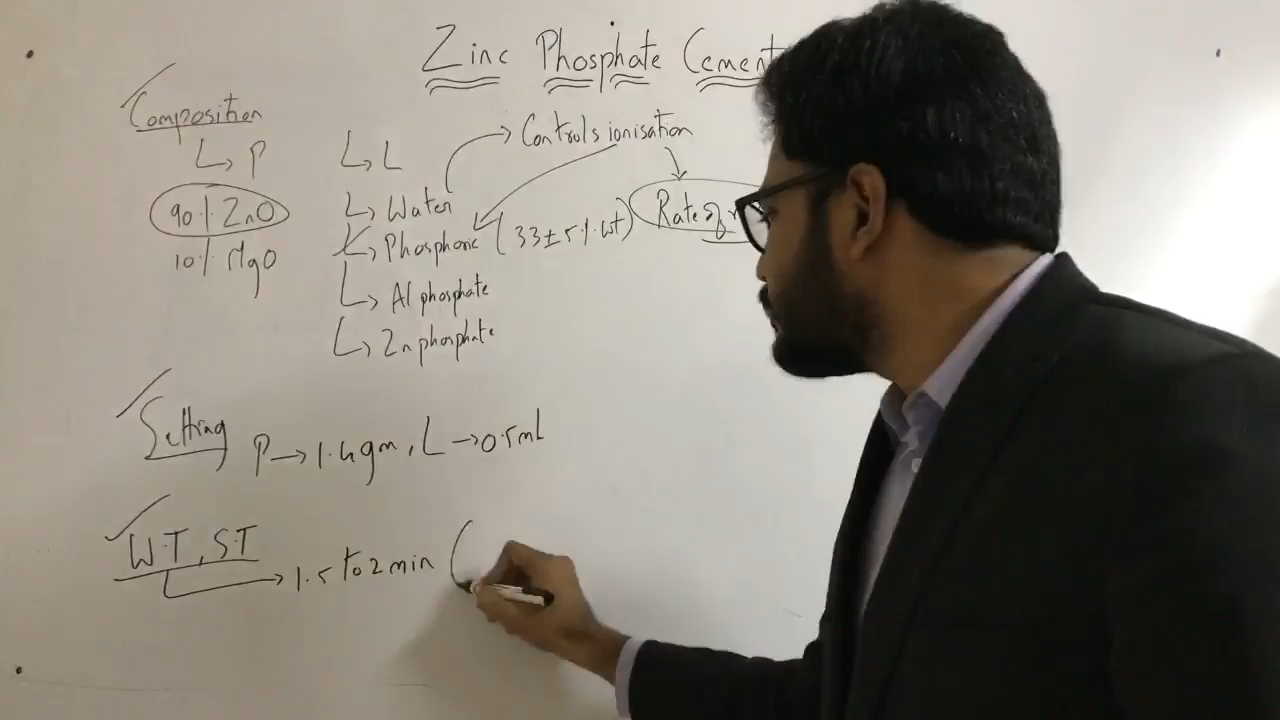 Zinc Phosphate Cement
Composition
P
L
Controls ionisation
90% ZnO
10% MgO
Water
Phosphoric (33±5% wt)
Rate of
Al phosphate
Zn phosphate
Setting P→1.4gm, L→0.5ml
W.T, S.T
1.5 to 2 min (